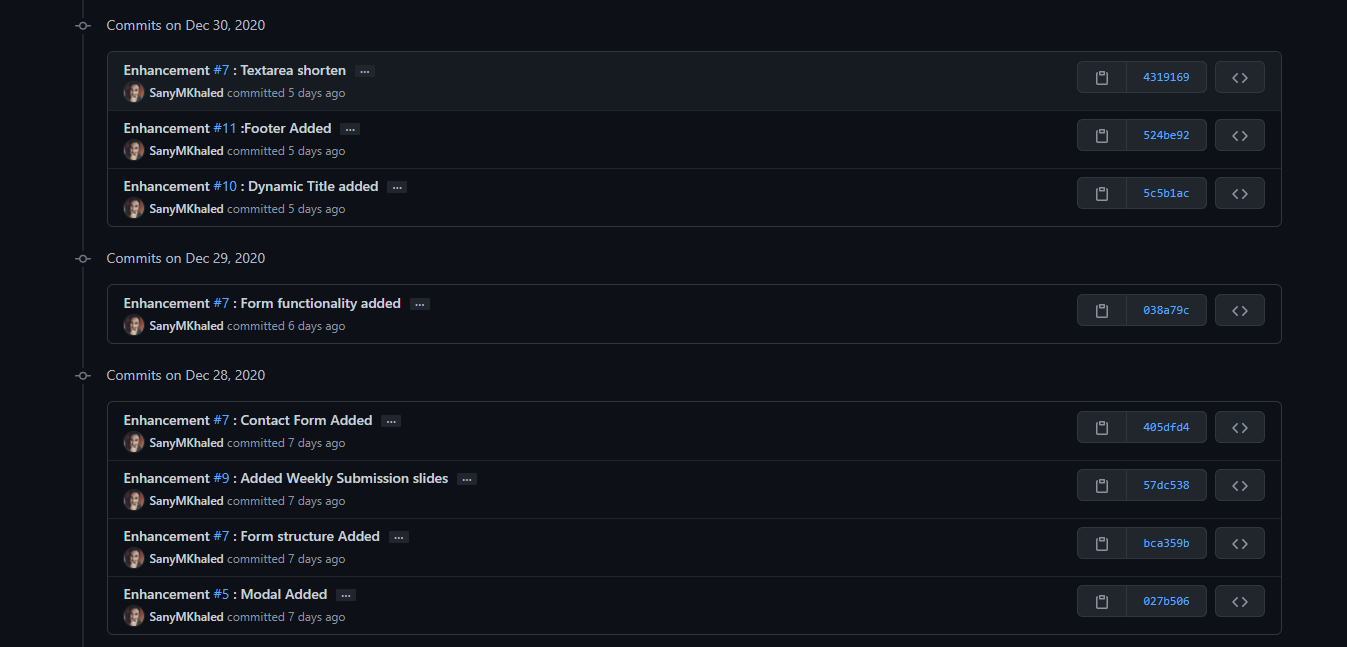 Commits on Dec 30, 2020
Enhancement #7 : Textarea shorten ...
SanyMKhaled committed 5 days ago
4319169
Enhancement #11 :Footer Added ...
SanyMKhaled committed 5 days ago
524be92
Enhancement #10 : Dynamic Title added ...
SanyMKhaled committed 5 days ago
5c5b1ac
Commits on Dec 29, 2020
Enhancement #7 : Form functionality added ...
SanyMKhaled committed 6 days ago
038a79c
Commits on Dec 28, 2020
Enhancement #7 : Contact Form Added ...
SanyMKhaled committed 7 days ago
405dfd4
Enhancement #9 : Added Weekly Submission slides ...
SanyMKhaled committed 7 days ago
57dc538
Enhancement #7 : Form structure Added ...
SanyMKhaled committed 7 days ago
bca359b
Enhancement #5 : Modal Added ...
SanyMKhaled committed 7 days ago
027b506